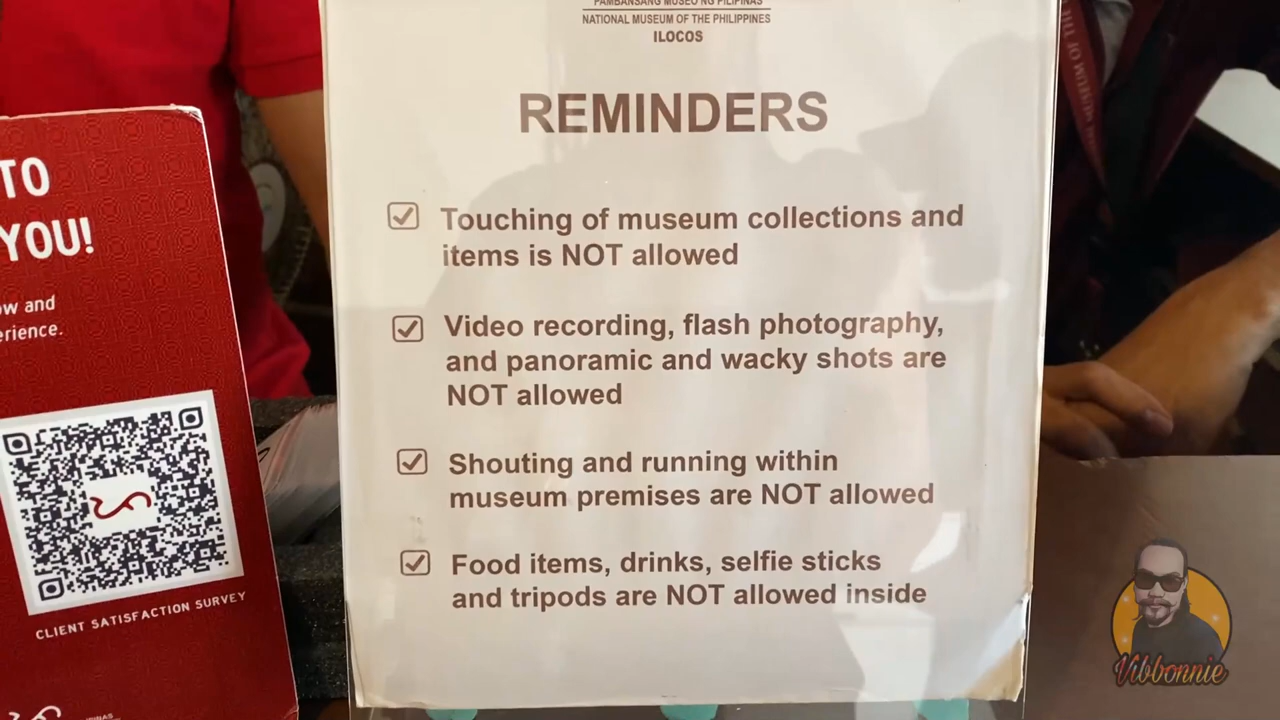 PAMBANSANG MUSEO NG PILIPINAS
NATIONAL MUSEUM OF THE PHILIPPINES
ILOCOS
REMINDERS
Touching of museum collections and
items is NOT allowed
Video recording, flash photography,
and panoramic and wacky shots are
NOT allowed
Shouting and running within
museum premises are NOT allowed
Food items, drinks, selfie sticks
and tripods are NOT allowed inside
TO
YOU!
and
CLIENT SATISFACTION SURVEY
MUSEUM OF THE
Vibbonnie